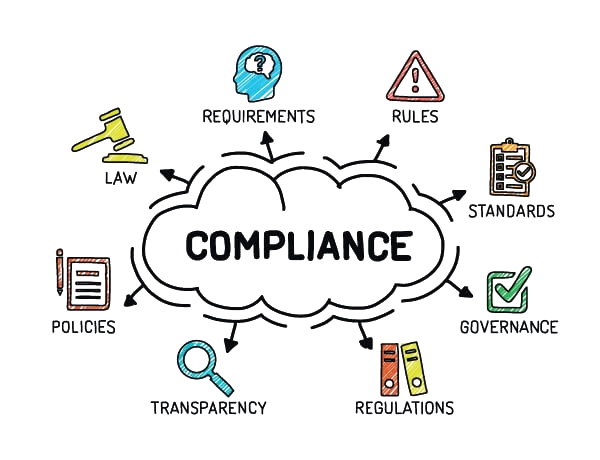 REQUIREMENTS
RULES
LAW
STANDARDS
COMPLIANCE
POLICIES
GOVERNANCE
TRANSPARENCY
REGULATIONS